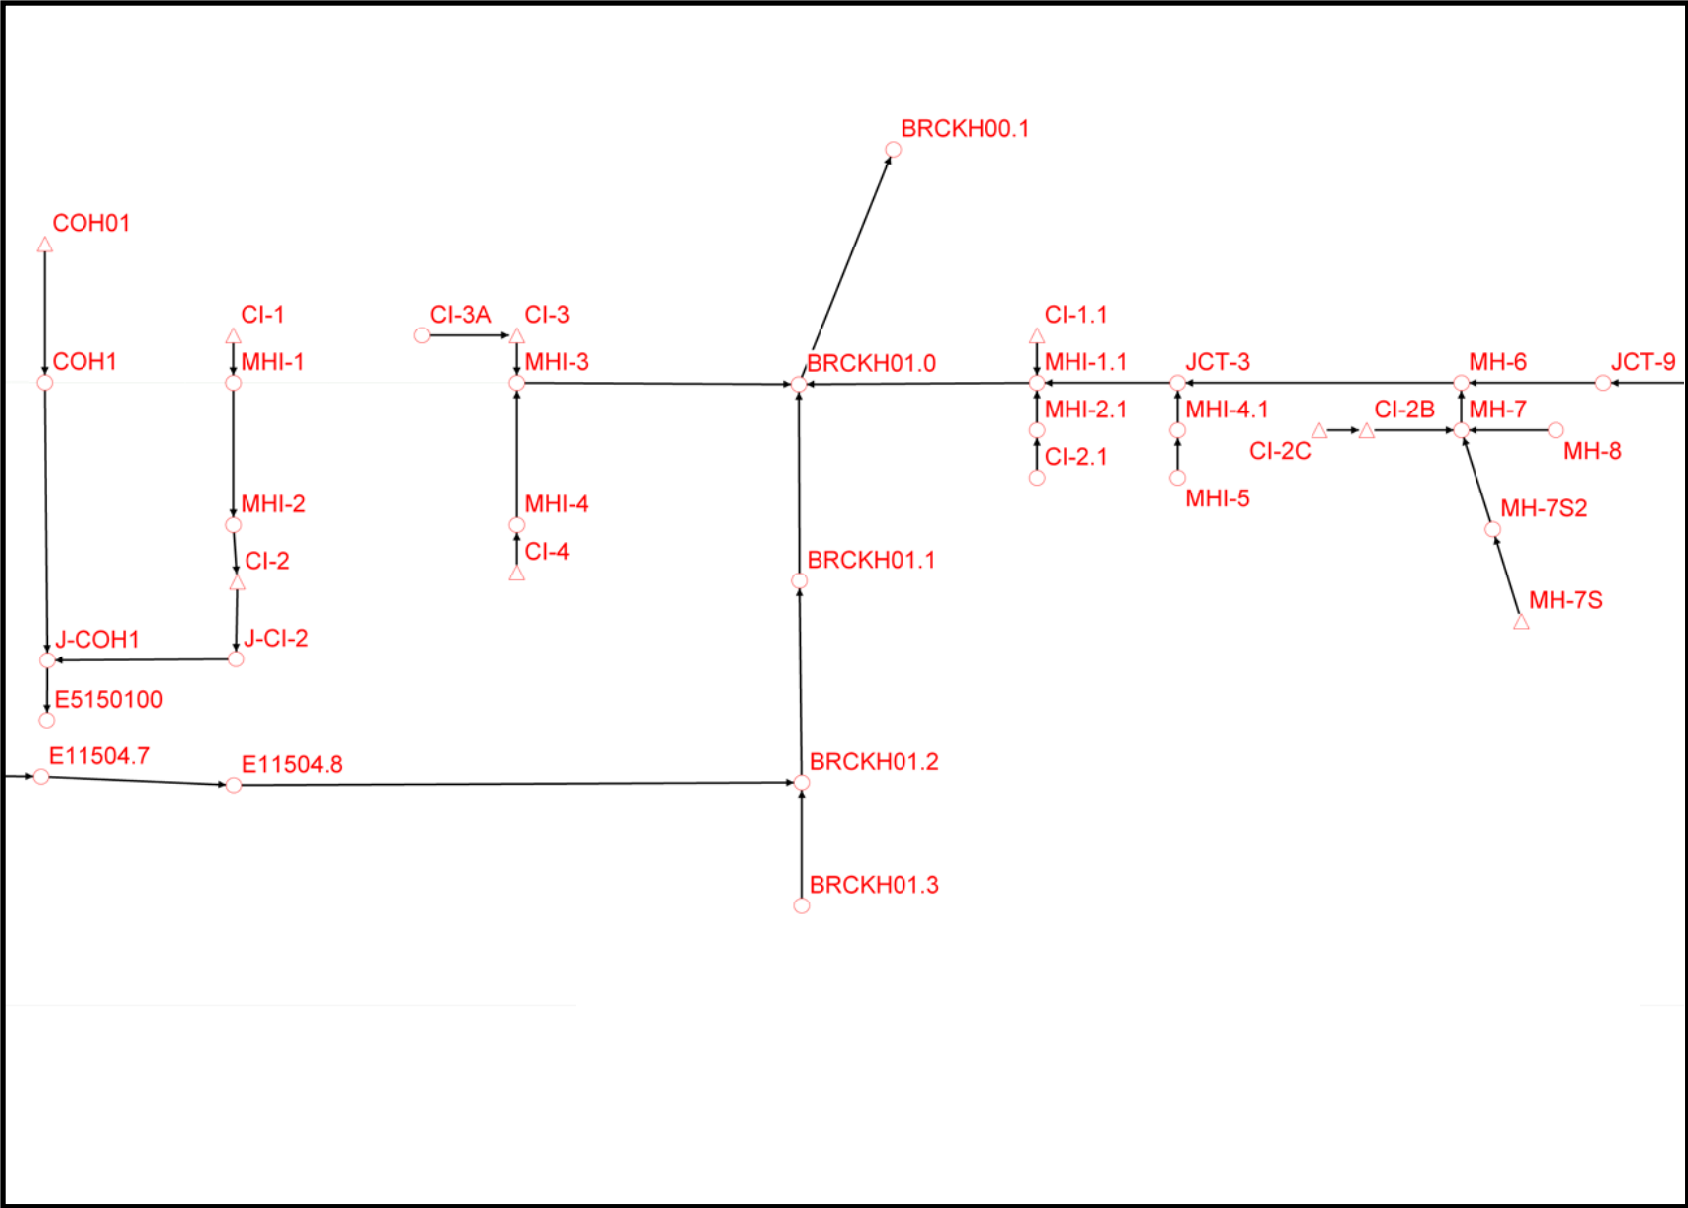 BRCKH00.1
COH01
CI-1
CI-3A
CI-3
CI-1.1
COH1
MHI-1
MHI-3
BRCKH01.0
MHI-1.1
JCT-3
MH-6
JCT-9
MHI-2.1
MHI-4.1
CI-2B
MH-7
CI-2C
MH-8
CI-2.1
MHI-5
MHI-2
MHI-4
MH-7S2
CI-2
CI-4
BRCKH01.1
MH-7S
J-COH1
J-CI-2
E5150100
E11504.7
E11504.8
BRCKH01.2
BRCKH01.3